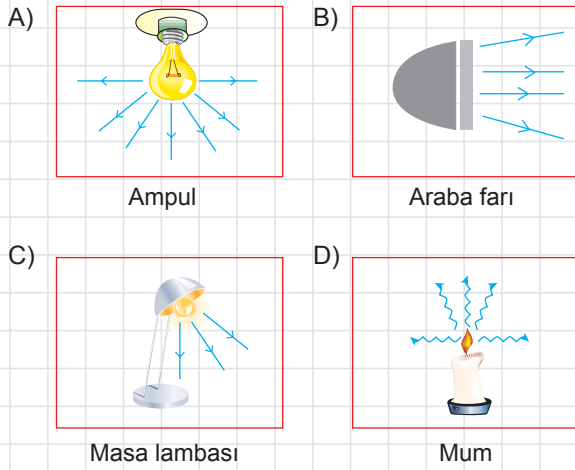 A)
B)
Ampul
Araba farı
C)
D)
Masa lambası
Mum